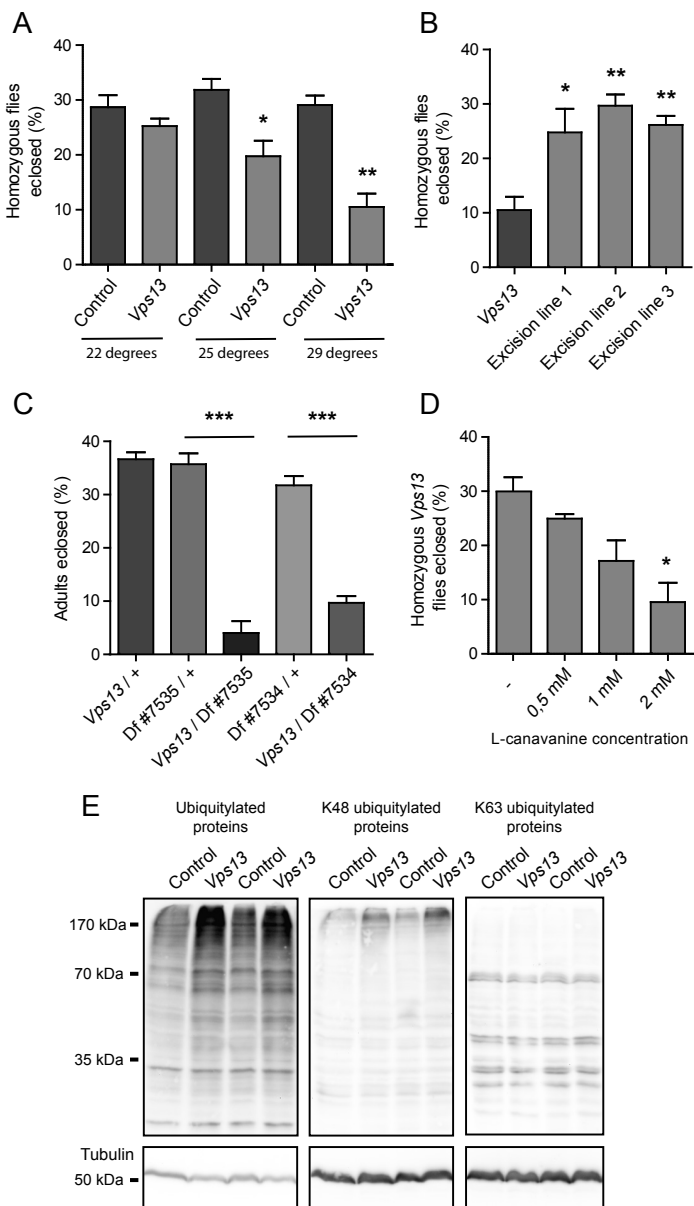 A
Homozygous flies
eclosed (%)
40
30
20
10
0
*
**
Control
Vps13
Control
Vps13
Control
Vps13
22 degrees
25 degrees
29 degrees
B
Homozygous flies
eclosed (%)
40
30
20
10
0
*
**
**
Vps13
Excision line 1
Excision line 2
Excision line 3
C
Adults eclosed (%)
40
30
20
10
0
***
***
Vps13 / +
Df #7535 / +
Vps13 / Df #7535
Df #7534 / +
Vps13 / Df #7534
D
Homozygous Vps13
flies eclosed (%)
40
30
20
10
0
*
-
0,5 mM
1 mM
2 mM
L-canavanine concentration
E
Ubiquitylated
proteins
K48 ubiquitylated
proteins
K63 ubiquitylated
proteins
Control
Vps13
Control
Vps13
Control
Vps13
Control
Vps13
Control
Vps13
Control
Vps13
170 kDa
70 kDa
35 kDa
Tubulin
50 kDa